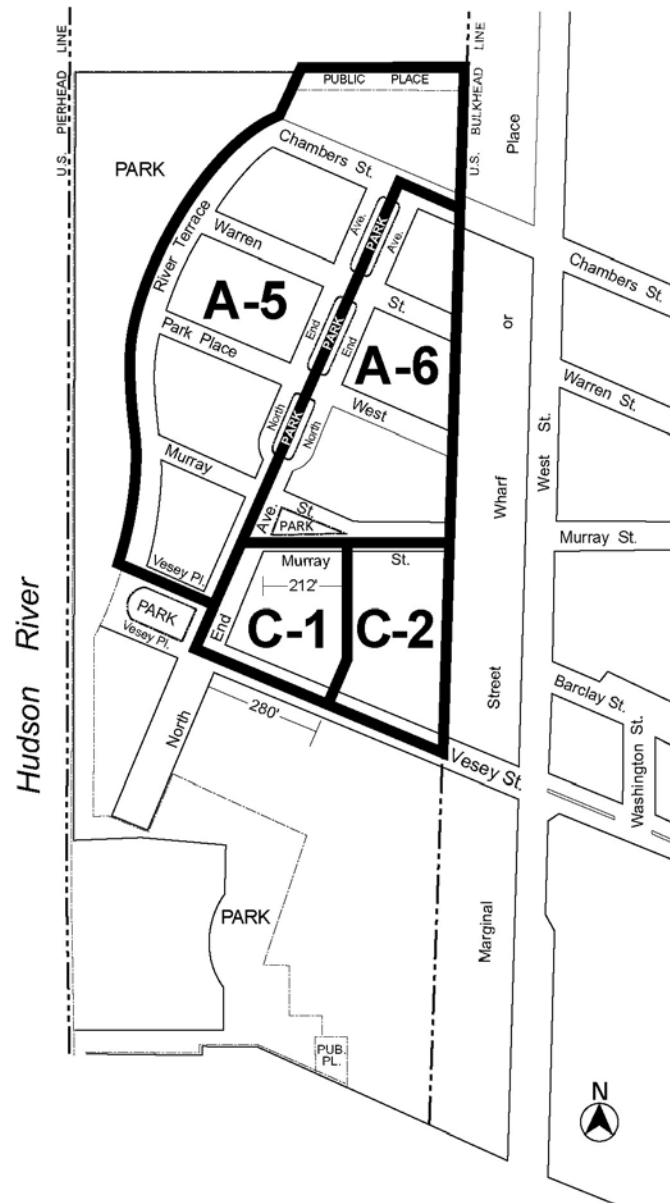 U.S. PIERHEAD LINE
PUBLIC PLACE
U.S. BULKHEAD LINE
Place
PARK
Chambers St.
Ave.
PARK
Ave.
River Terrace
Warren
St.
Chambers St.
A-5
End
PARK
End
or
A-6
Park Place
Warren St.
North
PARK
North
West
West St.
Murray
Wharf
Ave.
St.
PARK
Murray St.
Vesey Pl.
Murray St.
212'
PARK
Vesey Pl.
End
C-1
C-2
Hudson River
Street
Barclay St.
Washington St.
North
280'
Vesey St.
PARK
Marginal
PUB.
PL.
N